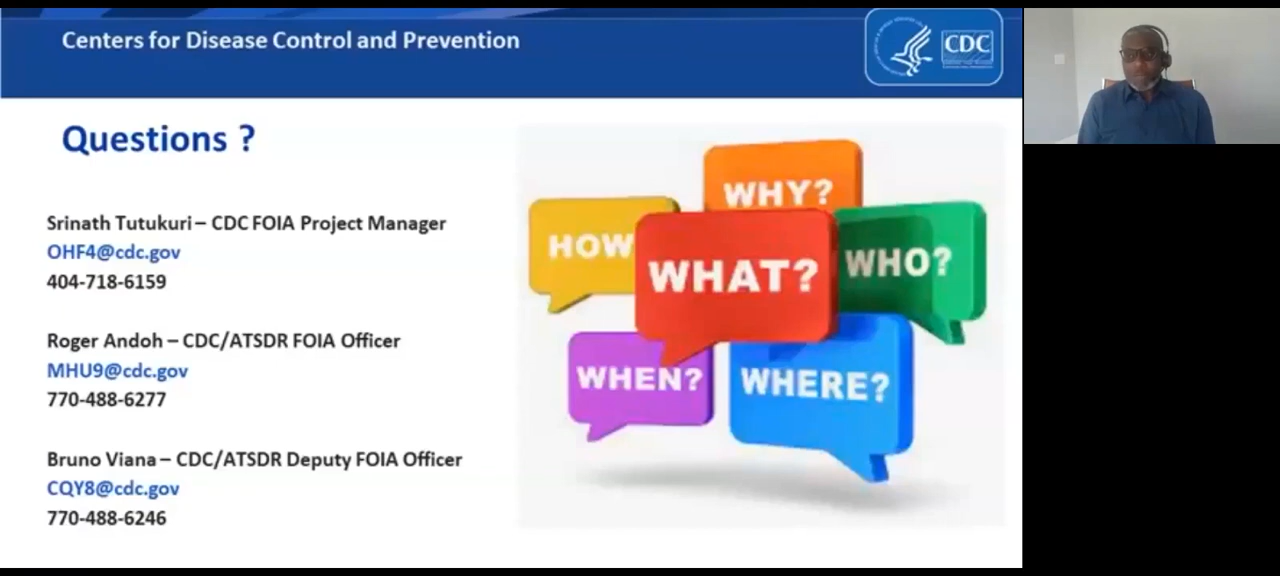 Centers for Disease Control and Prevention
CDC
Questions ?
Srinath Tutukuri – CDC FOIA Project Manager
OHF4@cdc.gov
404-718-6159
Roger Andoh – CDC/ATSDR FOIA Officer
MHU9@cdc.gov
770-488-6277
Bruno Viana – CDC/ATSDR Deputy FOIA Officer
CQY8@cdc.gov
770-488-6246
WHY?
HOW
WHAT?
WHO?
WHEN?
WHERE?